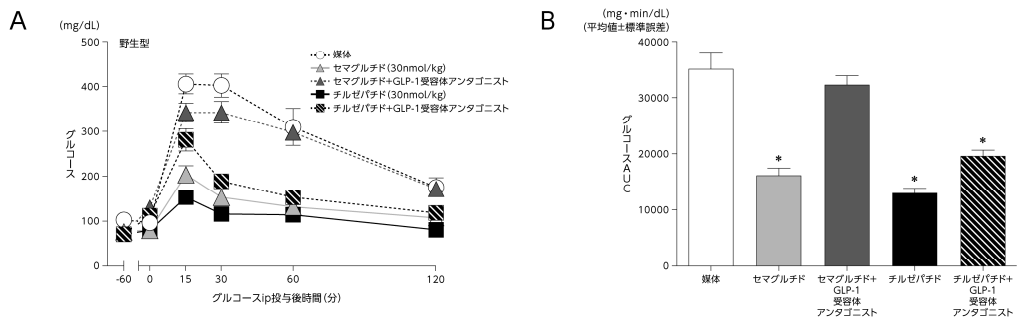 A
(mg/dL)
500
400
300
200
100
0
グルコース
野生型
媒体
セマグルチド(30nmol/kg)
セマグルチド+GLP-1受容体アンタゴニスト
チルゼパチド(30nmol/kg)
チルゼパチド+GLP-1受容体アンタゴニスト
-60 0 15 30 60 120
グルコースip投与後時間(分)
B
(mg・min/dL)
(平均値±標準誤差)
40000
30000
20000
10000
0
グルコースAUC
*
*
*
媒体
セマグルチド
セマグルチド+
GLP-1
受容体
アンタゴニスト
チルゼパチド
チルゼパチド+
GLP-1
受容体
アンタゴニスト